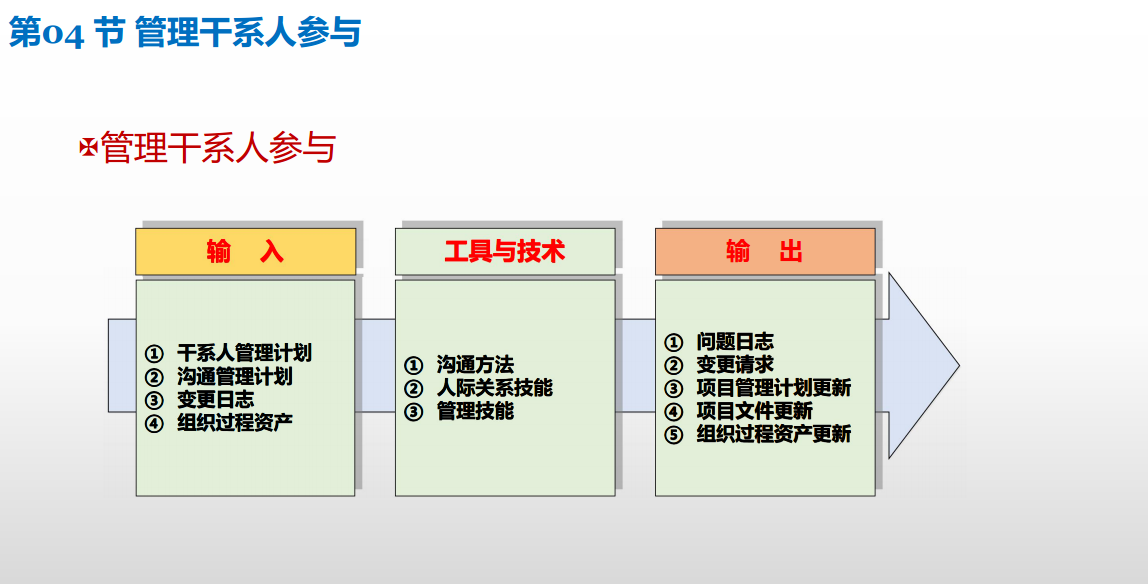 第04 节 管理干系人参与
✠管理干系人参与
输 入
① 干系人管理计划
② 沟通管理计划
③ 变更日志
④ 组织过程资产
工具与技术
① 沟通方法
② 人际关系技能
③ 管理技能
输 出
① 问题日志
② 变更请求
③ 项目管理计划更新
④ 项目文件更新
⑤ 组织过程资产更新